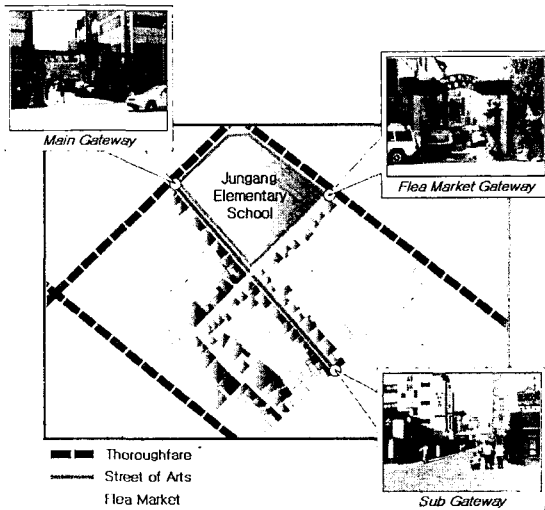 Main Gateway
Flea Market Gateway
Jungang
Elementary
School
Thoroughfare
Street of Arts
Flea Market
Sub Gateway